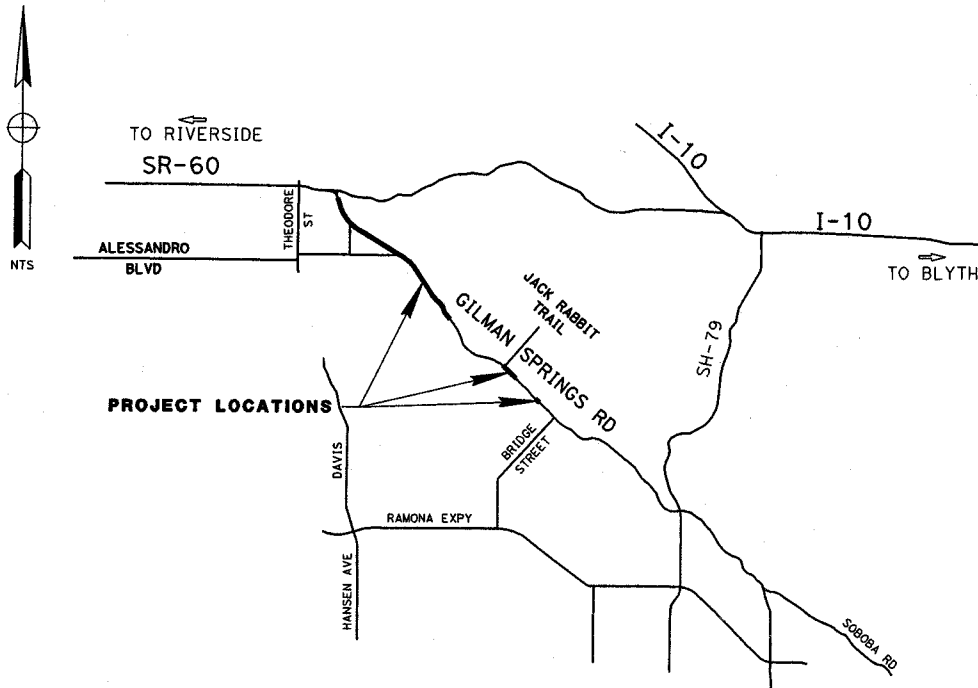 TO RIVERSIDE
SR-60
I-10
I-10
TO BLYTH
THEODORE
ST
ALESSANDRO
BLVD
NTS
JACK RABBIT
TRAIL
GILMAN SPRINGS RD
SH-79
PROJECT LOCATIONS
BRIDGE
STREET
DAVIS
RAMONA EXPY
HANSEN AVE
SOBOBA RD